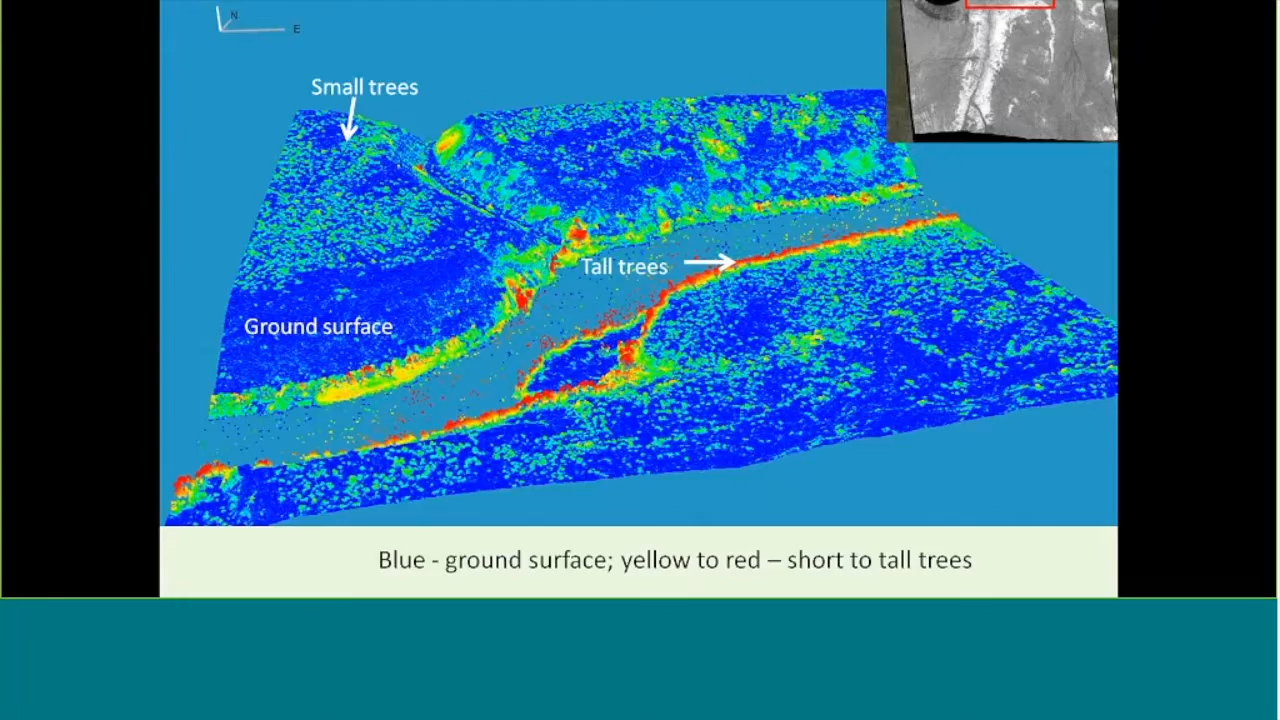 N
E
Small trees
Tall trees
Ground surface
Blue - ground surface; yellow to red – short to tall trees